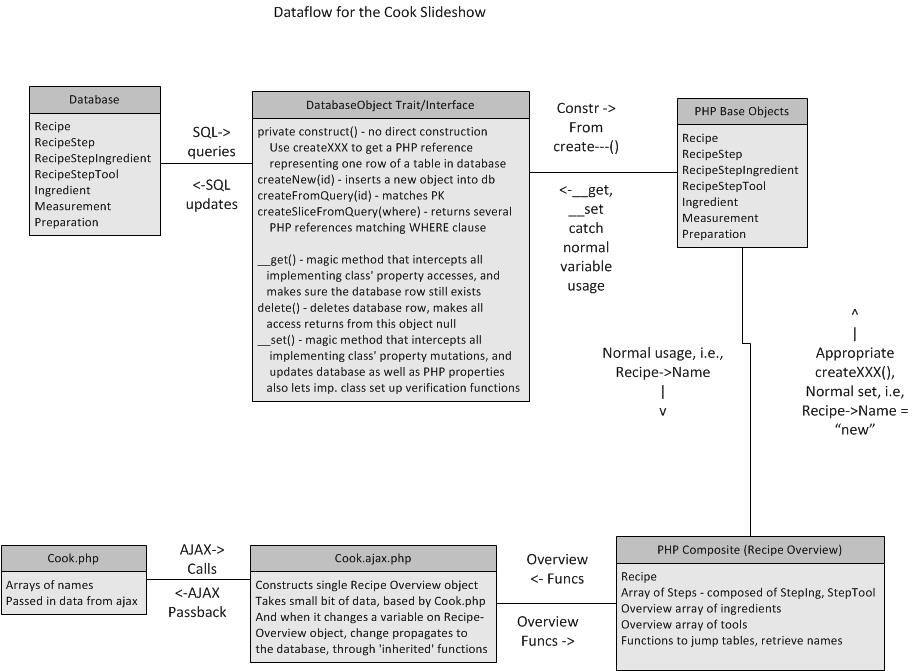 Dataflow for the Cook Slideshow
Database
Recipe
RecipeStep
RecipeStepIngredient
RecipeStepTool
Ingredient
Measurement
Preparation
SQL->
queries
<-SQL
updates
DatabaseObject Trait/Interface
private construct() - no direct construction
Use createXXX to get a PHP reference
representing one row of a table in database
createNew(id) - inserts a new object into db
createFromQuery(id) - matches PK
createSliceFromQuery(where) - returns several
PHP references matching WHERE clause
__get() - magic method that intercepts all
implementing class' property accesses, and
makes sure the database row still exists
delete() - deletes database row, makes all
access returns from this object null
__set() - magic method that intercepts all
implementing class' property mutations, and
updates database as well as PHP properties
also lets imp. class set up verification functions
Constr ->
From
create---()
<-__get,
__set
catch
normal
variable
usage
PHP Base Objects
Recipe
RecipeStep
RecipeStepIngredient
RecipeStepTool
Ingredient
Measurement
Preparation
Normal usage, i.e.,
Recipe->Name
|
v
^
|
Appropriate
createXXX(),
Normal set, i.e,
Recipe->Name =
“new”
Cook.php
Arrays of names
Passed in data from ajax
AJAX->
Calls
<-AJAX
Passback
Cook.ajax.php
Constructs single Recipe Overview object
Takes small bit of data, based by Cook.php
And when it changes a variable on Recipe-
Overview object, change propagates to
the database, through 'inherited' functions
Overview
<- Funcs
Overview
Funcs ->
PHP Composite (Recipe Overview)
Recipe
Array of Steps - composed of StepIng, StepTool
Overview array of ingredients
Overview array of tools
Functions to jump tables, retrieve names